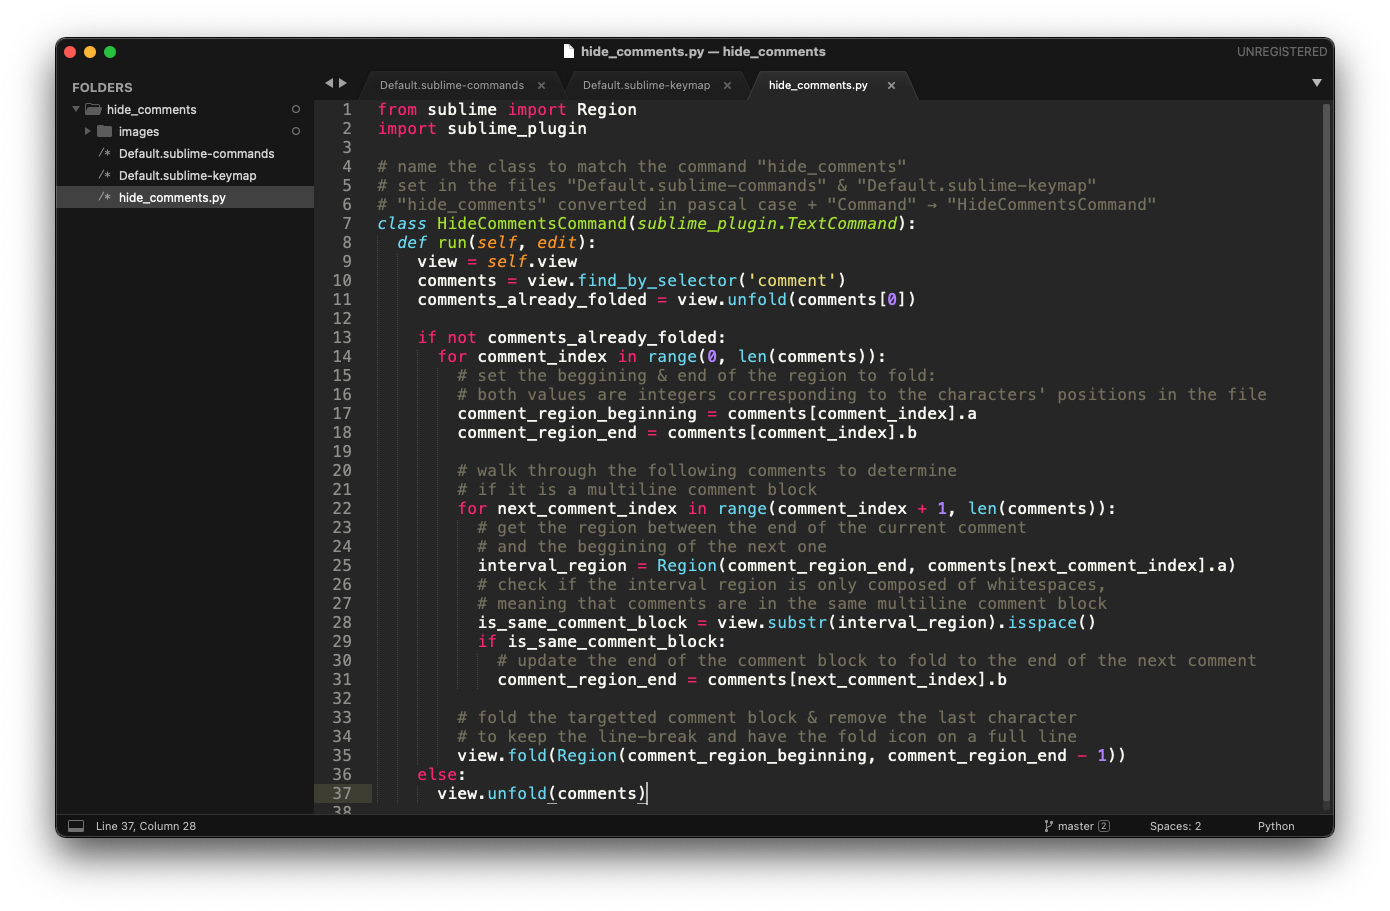 hide_comments.py — hide_comments
UNREGISTERED
FOLDERS
hide_comments
images
/* Default.sublime-commands
/* Default.sublime-keymap
/* hide_comments.py
Default.sublime-commands ×
Default.sublime-keymap ×
hide_comments.py ×
1 from sublime import Region
2 import sublime_plugin
3
4 # name the class to match the command "hide_comments"
5 # set in the files "Default.sublime-commands" & "Default.sublime-keymap"
6 # "hide_comments" converted in pascal case + "Command" → "HideCommentsCommand"
7 class HideCommentsCommand(sublime_plugin.TextCommand):
8 def run(self, edit):
9 view = self.view
10 comments = view.find_by_selector('comment')
11 comments_already_folded = view.unfold(comments[0])
12
13 if not comments_already_folded:
14 for comment_index in range(0, len(comments)):
15 # set the beggining & end of the region to fold:
16 # both values are integers corresponding to the characters' positions in the file
17 comment_region_beginning = comments[comment_index].a
18 comment_region_end = comments[comment_index].b
19
20 # walk through the following comments to determine
21 # if it is a multiline comment block
22 for next_comment_index in range(comment_index + 1, len(comments)):
23 # get the region between the end of the current comment
24 # and the beggining of the next one
25 interval_region = Region(comment_region_end, comments[next_comment_index].a)
26 # check if the interval region is only composed of whitespaces,
27 # meaning that comments are in the same multiline comment block
28 is_same_comment_block = view.substr(interval_region).isspace()
29 if is_same_comment_block:
30 # update the end of the comment block to fold to the end of the next comment
31 comment_region_end = comments[next_comment_index].b
32
33 # fold the targetted comment block & remove the last character
34 # to keep the line-break and have the fold icon on a full line
35 view.fold(Region(comment_region_beginning, comment_region_end - 1))
36 else:
37 view.unfold(comments)
38
Line 37, Column 28
master 2
Spaces: 2
Python